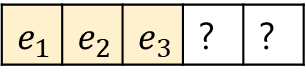 e₁ e₂ e₃ ? ?